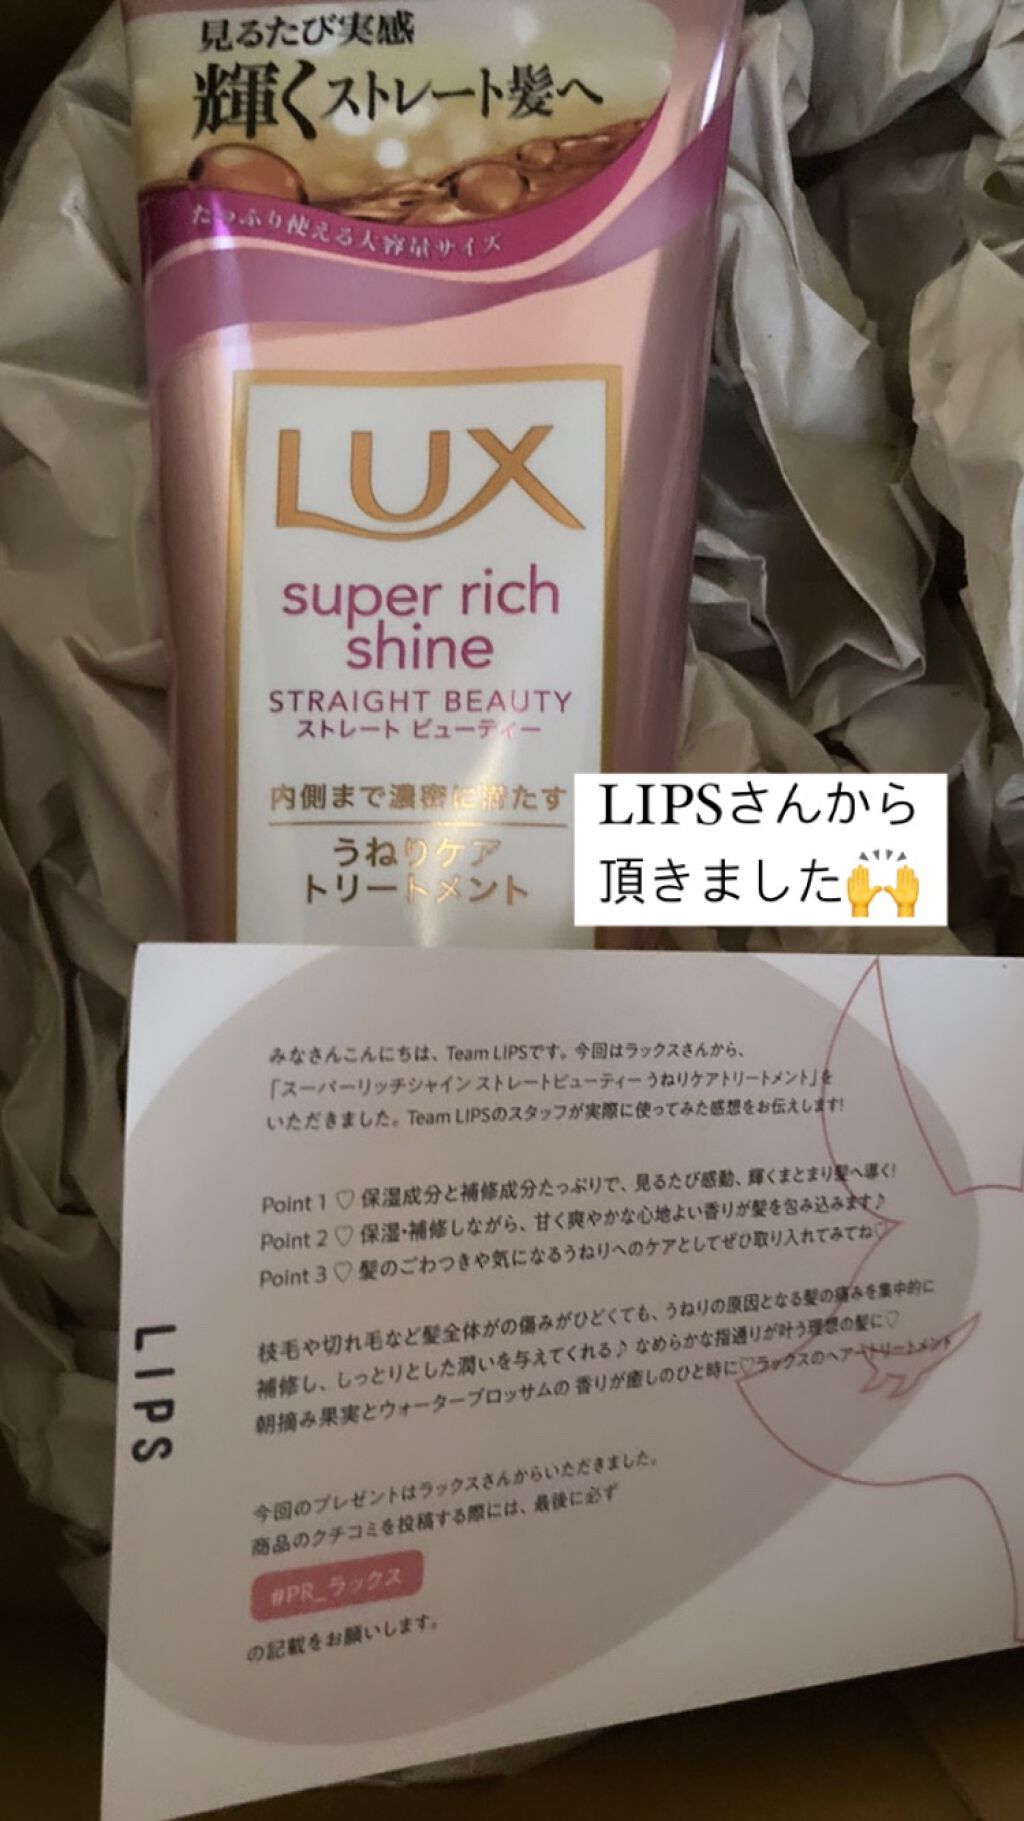 見るたび実感
輝くストレート髪へ
たっぷり使える大容量サイズ
LUX
super rich
shine
STRAIGHT BEAUTY
ストレート ビューティー
内側まで濃密に満たす
うねりケア
トリートメント
LIPSさんから
頂きました🙌
みなさんこんにちは、Team LIPSです。今回はラックスさんから、
「スーパーリッチシャイン ストレートビューティー うねりケアトリートメント」を
いただきました。Team LIPSのスタッフが実際に使ってみた感想をお伝えします!
Point 1 ♡ 保湿成分と補修成分たっぷりで、見るたび感動、輝くまとまり髪へ導く!
Point 2 ♡ 保湿・補修しながら、甘く爽やかな心地よい香りが髪を包み込みます♪
Point 3 ♡ 髪のごわつきや気になるうねりへのケアとしてぜひ取り入れてみてね♡
枝毛や切れ毛など髪全体がの傷みがひどくても、うねりの原因となる髪の痛みを集中的に
補修し、しっとりとした潤いを与えてくれる♪ なめらかな指通りが叶う理想の髪に♡
朝摘み果実とウォーターブロッサムの 香りが癒しのひと時に♡ラックスのヘアートリートメント
LIPS
今回のプレゼントはラックスさんからいただきました。
商品のクチコミを投稿する際には、最後に必ず
#PR_ラックス
の記載をお願いします。